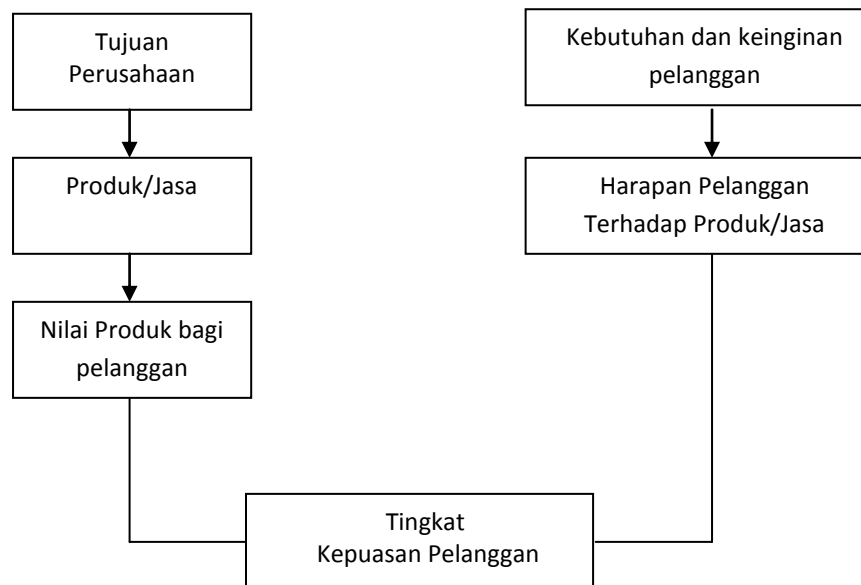 Tujuan
Perusahaan
Produk/Jasa
Nilai Produk bagi
pelanggan
Kebutuhan dan keinginan
pelanggan
Harapan Pelanggan
Terhadap Produk/Jasa
Tingkat
Kepuasan Pelanggan